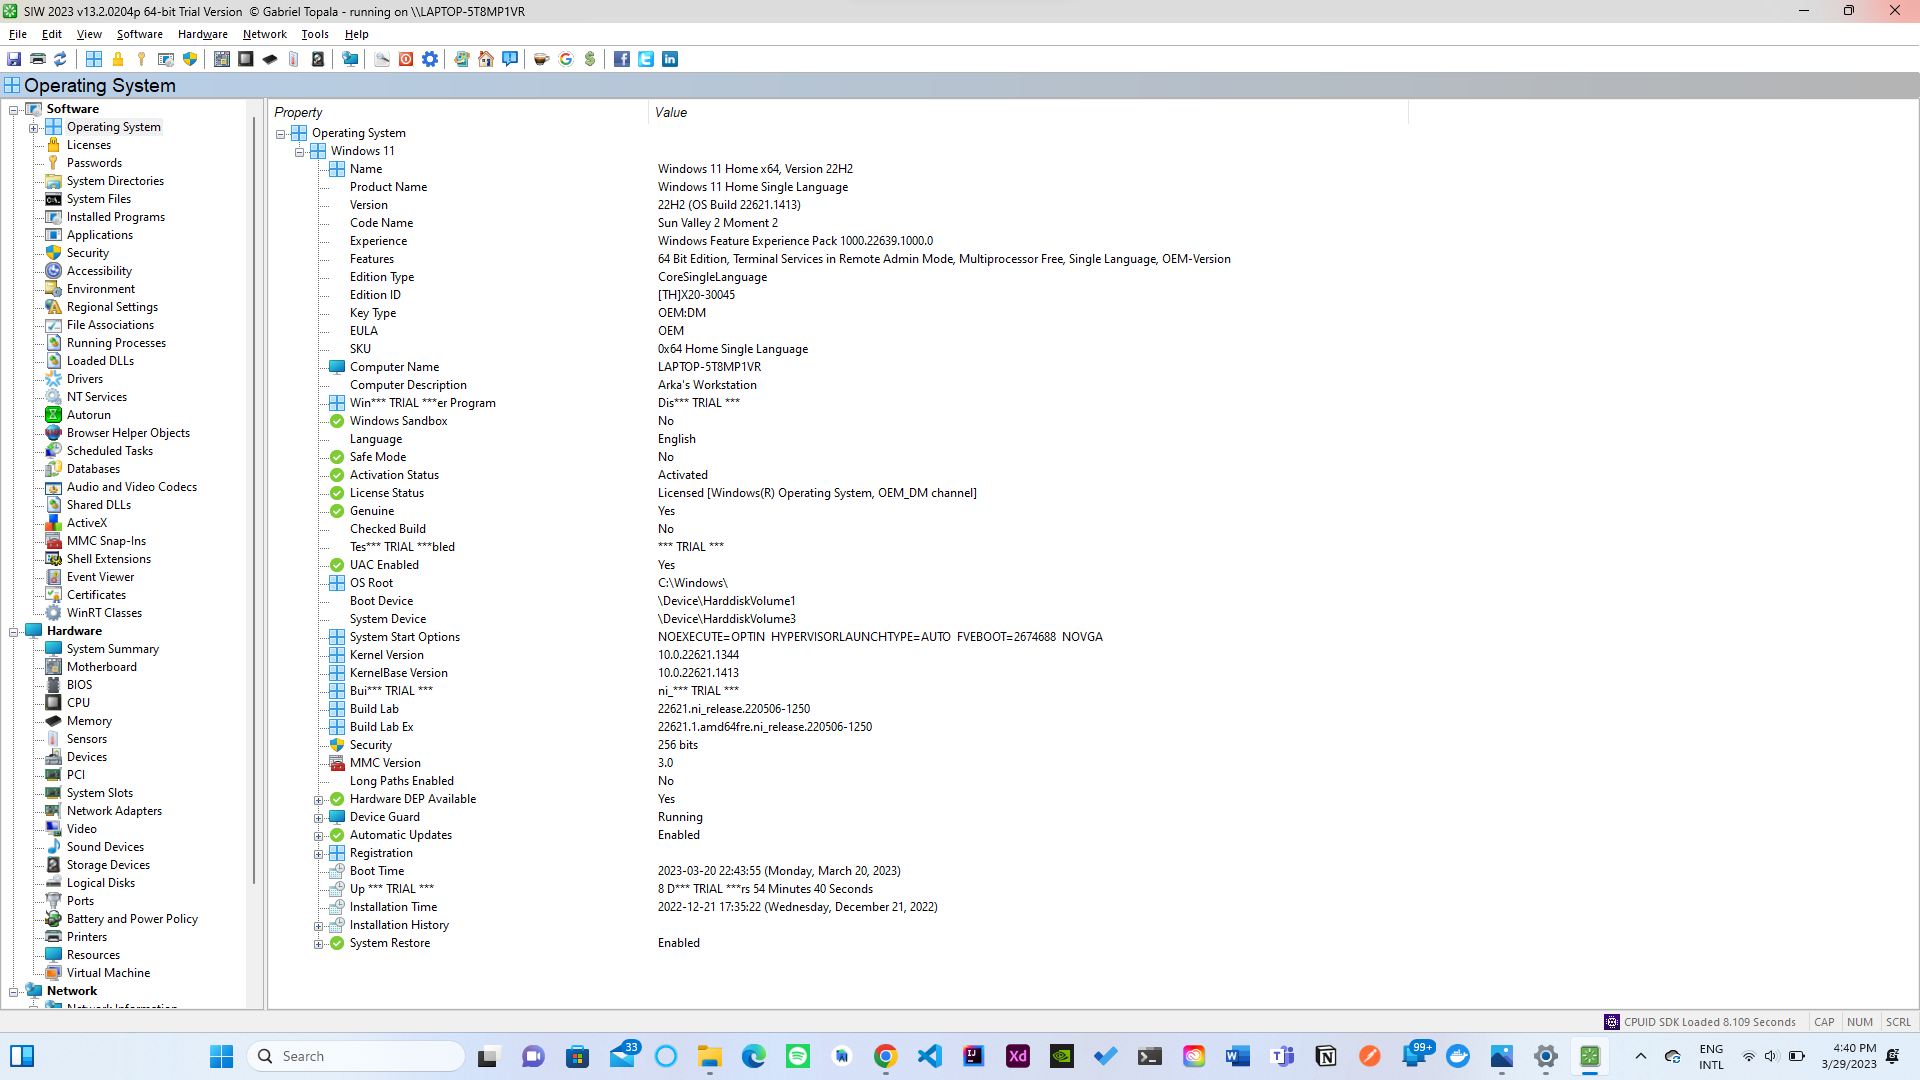 SIW 2023 v13.2.0204p 64-bit Trial Version © Gabriel Topala - running on \\LAPTOP-5T8MP1VR
File Edit View Software Hardware Network Tools Help
Operating System
Software
Operating System
Licenses
Passwords
System Directories
System Files
Installed Programs
Applications
Security
Accessibility
Environment
Regional Settings
File Associations
Running Processes
Loaded DLLs
Drivers
NT Services
Autorun
Browser Helper Objects
Scheduled Tasks
Databases
Audio and Video Codecs
Shared DLLs
ActiveX
MMC Snap-Ins
Shell Extensions
Event Viewer
Certificates
WinRT Classes
Hardware
System Summary
Motherboard
BIOS
CPU
Memory
Sensors
Devices
PCI
System Slots
Network Adapters
Video
Sound Devices
Storage Devices
Logical Disks
Ports
Battery and Power Policy
Printers
Resources
Virtual Machine
Network
Network Information
Property Value
Operating System
Windows 11
Name Windows 11 Home x64, Version 22H2
Product Name Windows 11 Home Single Language
Version 22H2 (OS Build 22621.1413)
Code Name Sun Valley 2 Moment 2
Experience Windows Feature Experience Pack 1000.22639.1000.0
Features 64 Bit Edition, Terminal Services in Remote Admin Mode, Multiprocessor Free, Single Language, OEM-Version
Edition Type CoreSingleLanguage
Edition ID [TH]X20-30045
Key Type OEM:DM
EULA OEM
SKU 0x64 Home Single Language
Computer Name LAPTOP-5T8MP1VR
Computer Description Arka's Workstation
Win*** TRIAL ***er Program Dis*** TRIAL ***
Windows Sandbox No
Language English
Safe Mode No
Activation Status Activated
License Status Licensed [Windows(R) Operating System, OEM_DM channel]
Genuine Yes
Checked Build No
Tes*** TRIAL ***bled *** TRIAL ***
UAC Enabled Yes
OS Root C:\Windows\
Boot Device \Device\HarddiskVolume1
System Device \Device\HarddiskVolume3
System Start Options NOEXECUTE=OPTIN HYPERVISORLAUNCHTYPE=AUTO FVEBOOT=2674688 NOVGA
Kernel Version 10.0.22621.1344
KernelBase Version 10.0.22621.1413
Bui*** TRIAL *** ni_*** TRIAL ***
Build Lab 22621.ni_release.220506-1250
Build Lab Ex 22621.1.amd64fre.ni_release.220506-1250
Security 256 bits
MMC Version 3.0
Long Paths Enabled No
Hardware DEP Available Yes
Device Guard Running
Automatic Updates Enabled
Registration
Boot Time 2023-03-20 22:43:55 (Monday, March 20, 2023)
Up *** TRIAL *** 8 D*** TRIAL ***rs 54 Minutes 40 Seconds
Installation Time 2022-12-21 17:35:22 (Wednesday, December 21, 2022)
Installation History
System Restore Enabled
CPUID SDK Loaded 8.109 Seconds CAP NUM SCRL
Search 33 Xd 99+
ENG
INTL
4:40 PM
3/29/2023